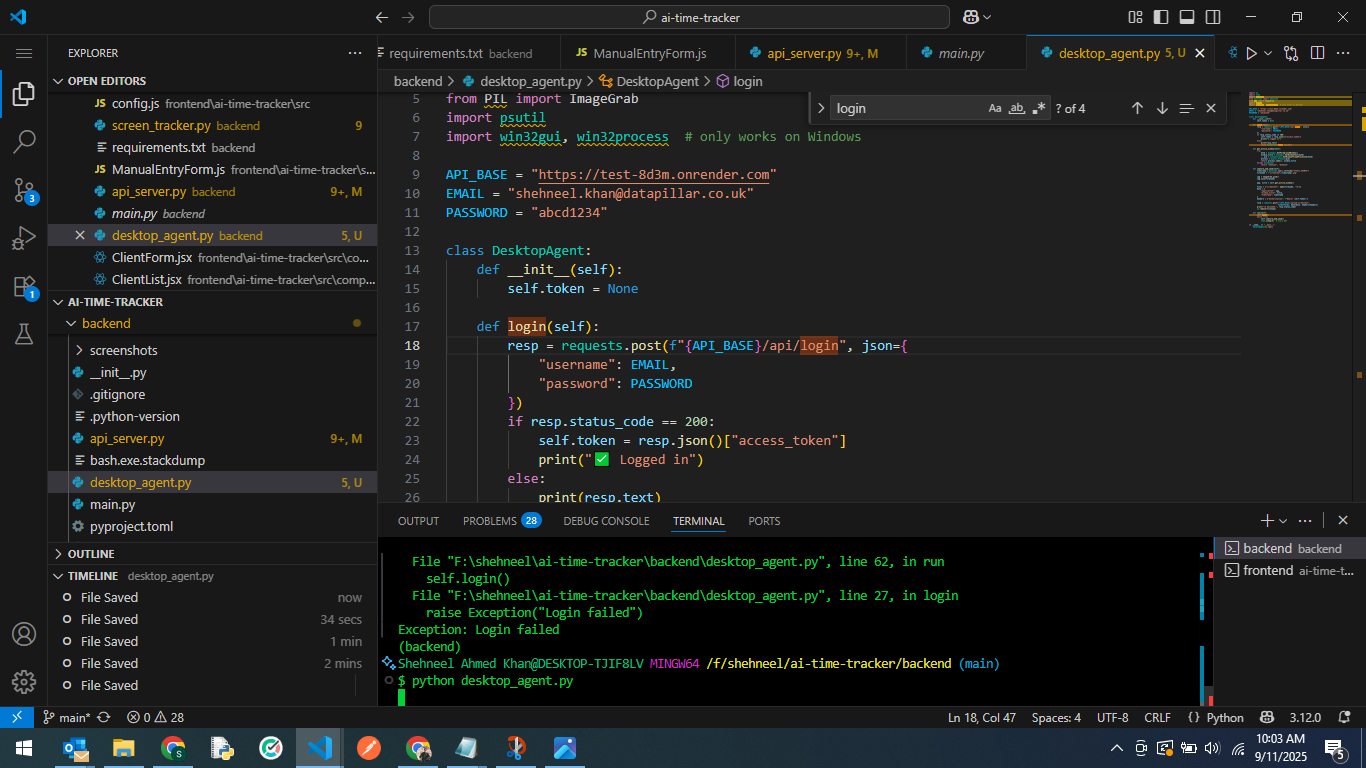 ai-time-tracker
EXPLORER
OPEN EDITORS
config.js frontend\ai-time-tracker\src
screen_tracker.py backend 9
requirements.txt backend
ManualEntryForm.js frontend\ai-time-tracker\s...
api_server.py backend 9+, M
main.py backend
desktop_agent.py backend 5, U
ClientForm.jsx frontend\ai-time-tracker\src\co...
ClientList.jsx frontend\ai-time-tracker\src\comp...
AI-TIME-TRACKER
backend
screenshots
__init__.py
.gitignore
.python-version
api_server.py 9+, M
bash.exe.stackdump
desktop_agent.py 5, U
main.py
pyproject.toml
OUTLINE
TIMELINE desktop_agent.py
File Saved now
File Saved 34 secs
File Saved 1 min
File Saved 2 mins
File Saved
3
1
requirements.txt backend
ManualEntryForm.js
api_server.py 9+, M
main.py
desktop_agent.py 5, U
backend > desktop_agent.py > DesktopAgent > login
login Aa ab ? of 4
5 from PIL import ImageGrab
6 import psutil
7 import win32gui, win32process # only works on Windows
8
9 API_BASE = "https://test-8d3m.onrender.com"
10 EMAIL = "shehneel.khan@datapillar.co.uk"
11 PASSWORD = "abcd1234"
12
13 class DesktopAgent:
14 def __init__(self):
15 self.token = None
16
17 def login(self):
18 resp = requests.post(f"{API_BASE}/api/login", json={
19 "username": EMAIL,
20 "password": PASSWORD
21 })
22 if resp.status_code == 200:
23 self.token = resp.json()["access_token"]
24 print("✅ Logged in")
25 else:
26 print(resp.text)
OUTPUT PROBLEMS 28 DEBUG CONSOLE TERMINAL PORTS
File "F:\shehneel\ai-time-tracker\backend\desktop_agent.py", line 62, in run
self.login()
File "F:\shehneel\ai-time-tracker\backend\desktop_agent.py", line 27, in login
raise Exception("Login failed")
Exception: Login failed
(backend)
Shehneel Ahmed Khan@DESKTOP-TJIF8LV MINGW64 /f/shehneel/ai-time-tracker/backend (main)
$ python desktop_agent.py
backend backend
frontend ai-time-t...
main* 0 28 Ln 18, Col 47 Spaces: 4 UTF-8 CRLF {} Python 3.12.0
10:03 AM
9/11/2025
5